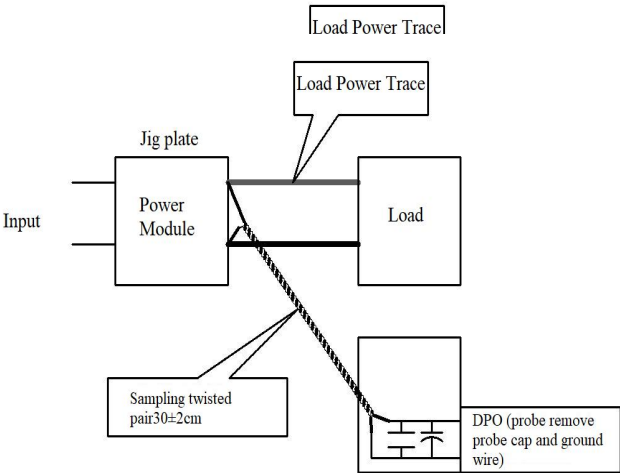 Load Power Trace
Load Power Trace
Jig plate
Input
Power
Module
Load
Sampling twisted
pair30±2cm
DPO (probe remove
probe cap and ground
wire)